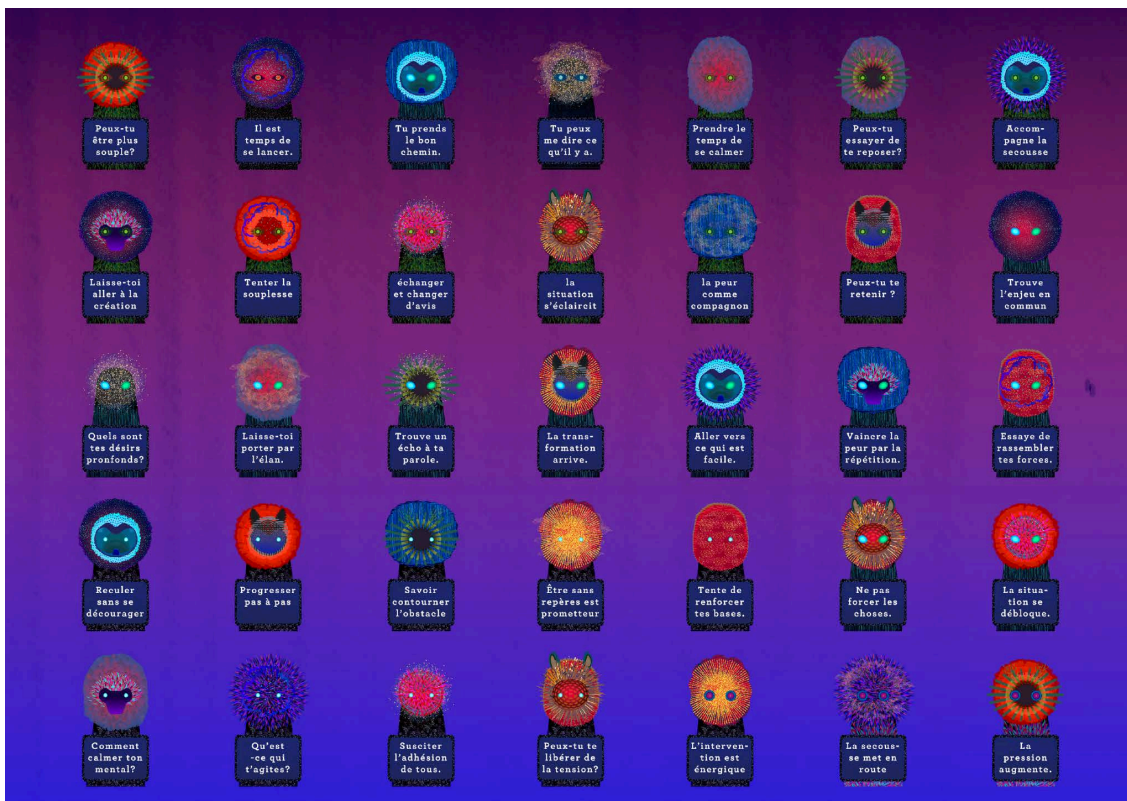 Peux-tu
être plus
souple?
Il est
temps de
se lancer.
Tu prends
le bon
chemin.
Tu peux
me dire ce
qu'il y a.
Prendre le
temps de
se calmer
Peux-tu
essayer de
te reposer?
Accom-
pagne la
secousse
Laisse-toi
aller à la
création
Tenter la
souplesse
échanger
et changer
d'avis
la
situation
s'éclaircit
la peur
comme
compagnon
Peux-tu te
retenir ?
Trouve
l'enjeu en
commun
Quels sont
tes désirs
pronfonds?
Laisse-toi
porter par
l'élan.
Trouve un
écho à ta
parole.
La trans-
formation
arrive.
Aller vers
ce qui est
facile.
Vaincre la
peur par la
répétition.
Essaye de
rassembler
tes forces.
Reculer
sans se
décourager
Progresser
pas à pas
Savoir
contourner
l'obstacle
Être sans
repères est
prometteur
Tente de
renforcer
tes bases.
Ne pas
forcer les
choses.
La situa-
tion se
débloque.
Comment
calmer ton
mental?
Qu'est
-ce qui
t'agites?
Susciter
l'adhésion
de tous.
Peux-tu te
libérer de
la tension?
L'interven-
tion est
énergique
La secous-
se met en
route
La
pression
augmente.